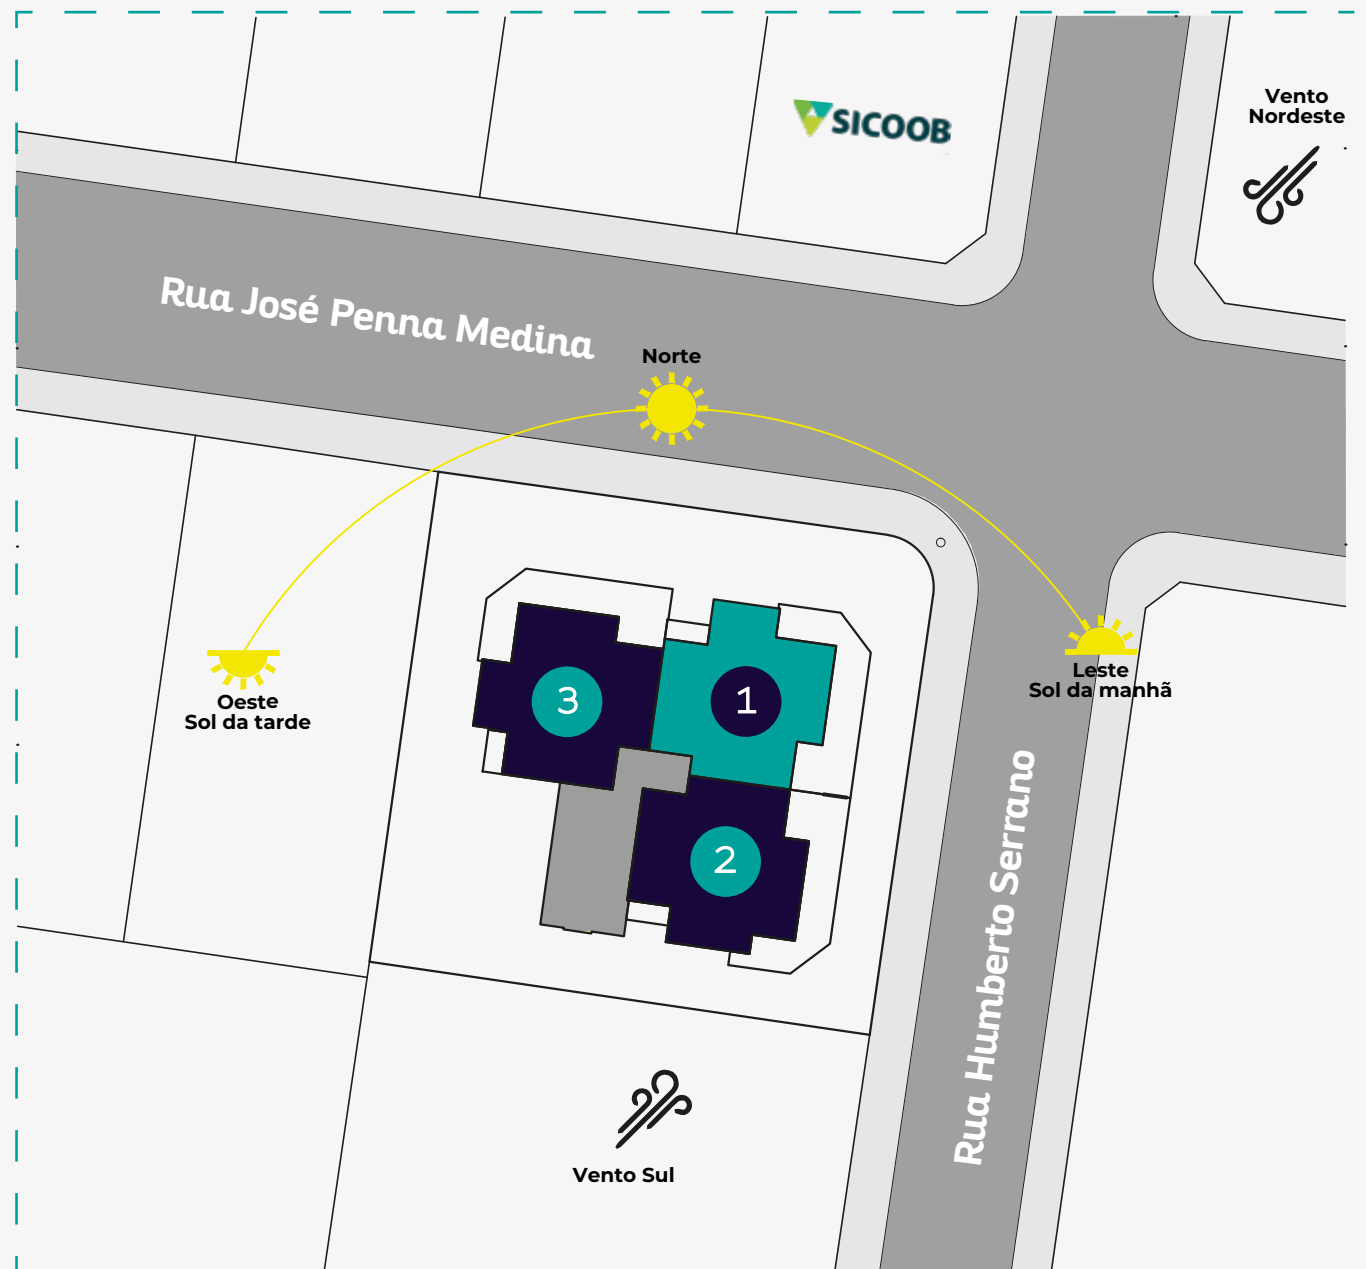 SICOOB
Vento
Nordeste
Rua José Penna Medina
Norte
Oeste
Sol da tarde
Leste
Sol da manhã
3
1
2
Rua Humberto Serrano
Vento Sul